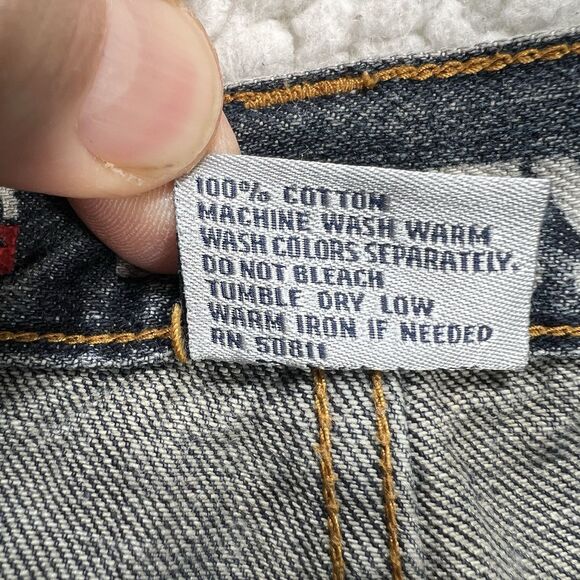 100% COTTON
MACHINE WASH WARM
WASH COLORS SEPARATELY.
DO NOT BLEACH
TUMBLE DRY LOW
WARM IRON IF NEEDED
RN 50811